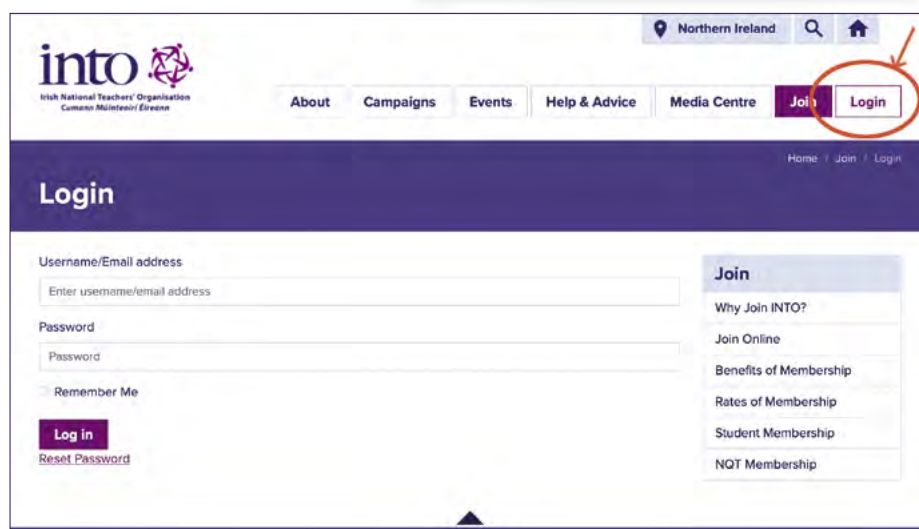 Northern Ireland
into
Irish National Teachers' Organisation
Cumann Múinteoirí Éireann
About Campaigns Events Help & Advice Media Centre Join Login
Home / Join / Login
Login
Username/Email address
Enter username/email address
Password
Password
Remember Me
Log in
Reset Password
Join
Why Join INTO?
Join Online
Benefits of Membership
Rates of Membership
Student Membership
NQT Membership